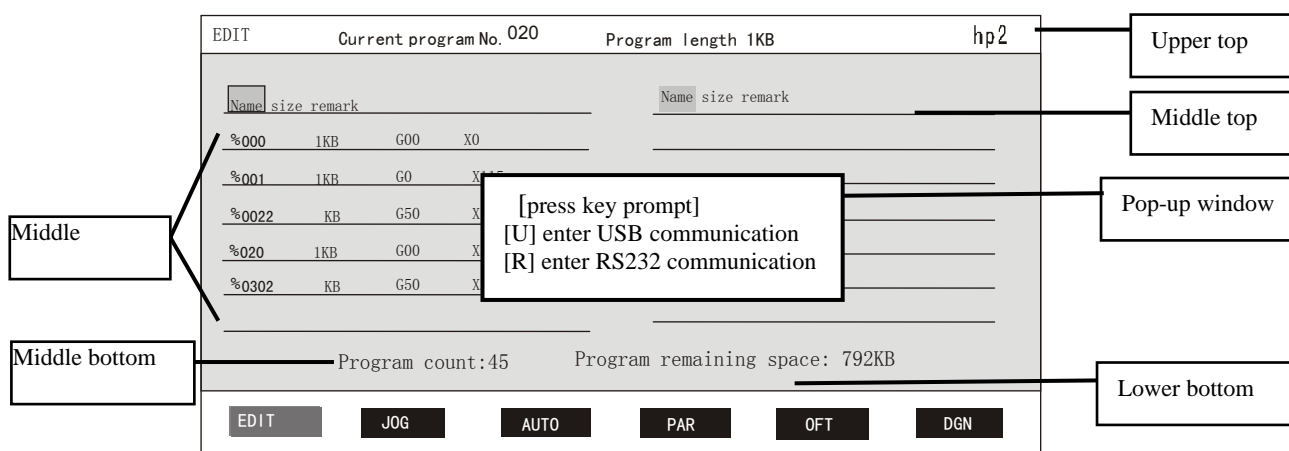 EDIT Current program No. 020 Program length 1KB hp2
Upper top
Name size remark Name size remark
Middle top
%000 1KB G00 X0
%001 1KB G0
[press key prompt]
Pop-up window
%0022 KB G50 X
[U] enter USB communication
Middle
%020 1KB G00 X
[R] enter RS232 communication
%0302 KB G50 X
Middle bottom
Program count:45 Program remaining space: 792KB
Lower bottom
EDIT JOG AUTO PAR OFT DGN